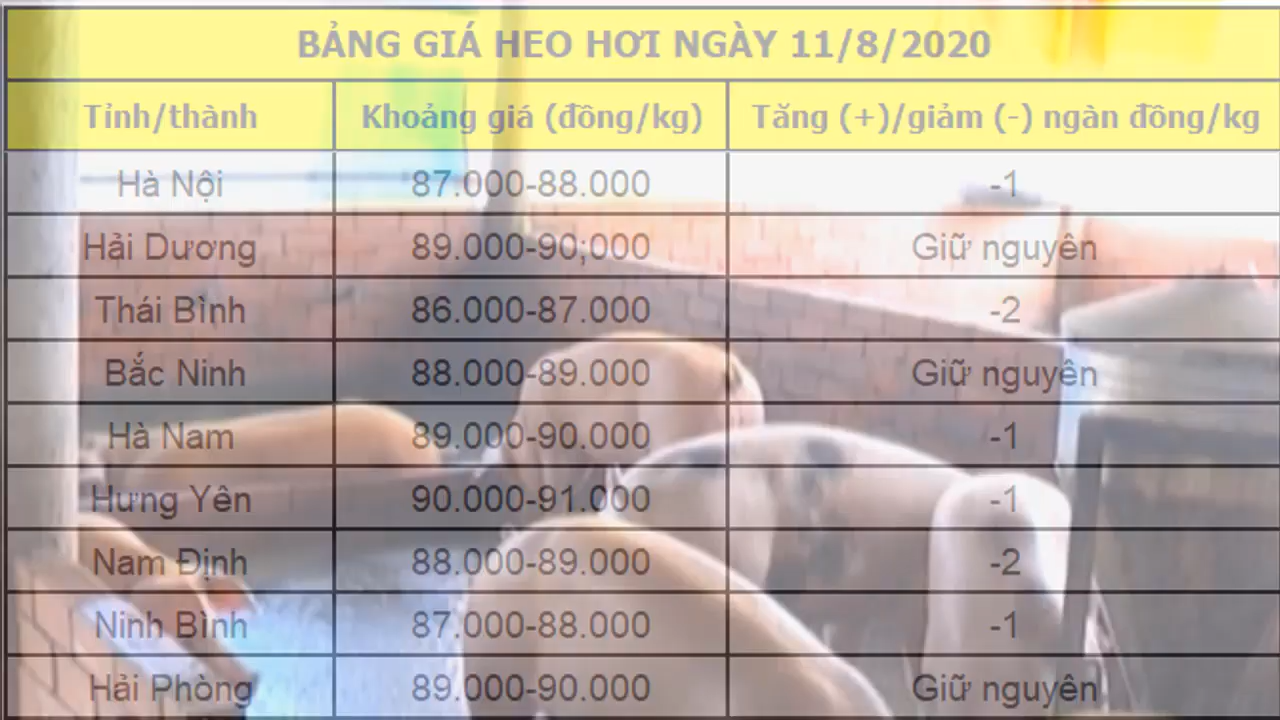 BẢNG GIÁ HEO HƠI NGÀY 11/8/2020
Tỉnh/thành Khoảng giá (đồng/kg) Tăng (+)/giảm (-) ngàn đồng/kg
Hà Nội 87.000-88.000 -1
Hải Dương 89.000-90;000 Giữ nguyên
Thái Bình 86.000-87.000 -2
Bắc Ninh 88.000-89.000 Giữ nguyên
Hà Nam 89.000-90.000 -1
Hưng Yên 90.000-91.000 -1
Nam Định 88.000-89.000 -2
Ninh Bình 87.000-88.000 -1
Hải Phòng 89.000-90.000 Giữ nguyên